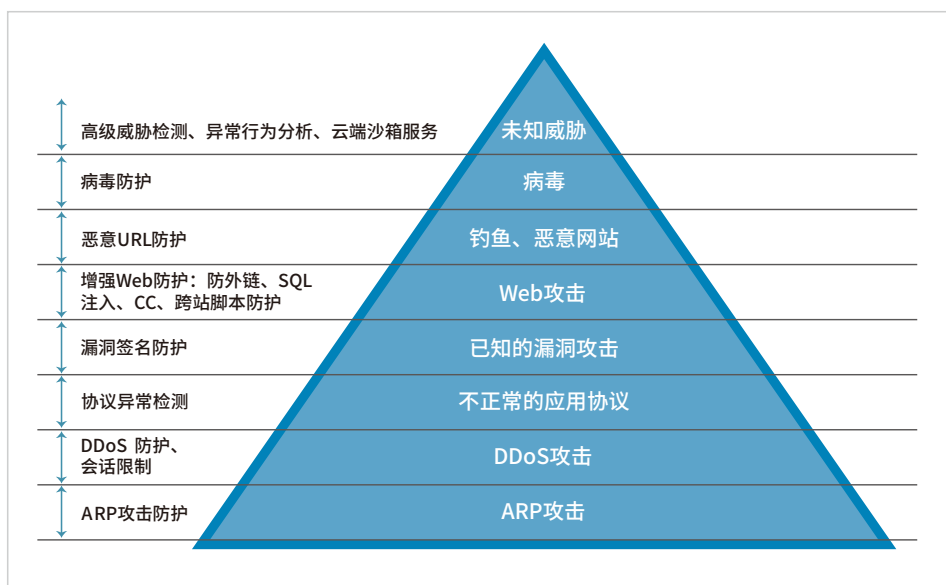 高级威胁检测、异常行为分析、云端沙箱服务
未知威胁
病毒防护
病毒
恶意URL防护
钓鱼、恶意网站
增强Web防护：防外链、SQL
注入、CC、跨站脚本防护
Web攻击
漏洞签名防护
已知的漏洞攻击
协议异常检测
不正常的应用协议
DDoS 防护、
会话限制
DDoS攻击
ARP攻击防护
ARP攻击